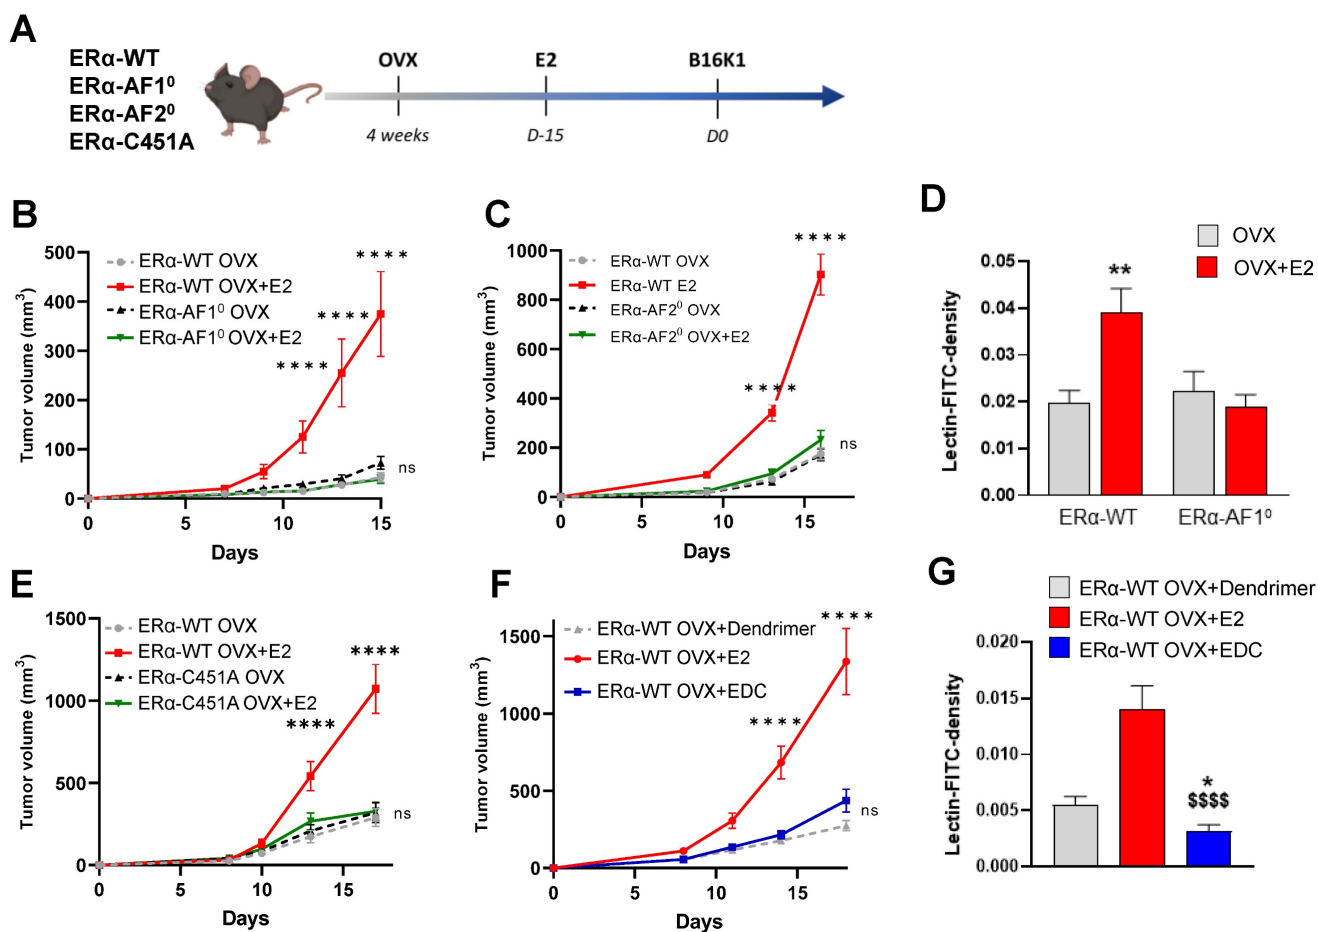 A
ERα-WT
ERα-AF1⁰
ERα-AF2⁰
ERα-C451A
OVX
E2
B16K1
4 weeks
D-15
D0
B
Tumor volume (mm³)
500
400
300
200
100
0
0
5
10
15
Days
ERα-WT OVX
ERα-WT OVX+E2
ERα-AF1⁰ OVX
ERα-AF1⁰ OVX+E2
****
****
****
ns
C
Tumor volume (mm³)
1000
800
600
400
200
0
0
5
10
15
Days
ERα-WT OVX
ERα-WT E2
ERα-AF2⁰ OVX
ERα-AF2⁰ OVX+E2
****
****
ns
D
OVX
OVX+E2
Lectin-FITC-density
0.05
0.04
0.03
0.02
0.01
0.00
**
ERα-WT
ERα-AF1⁰
E
Tumor volume (mm³)
1500
1000
500
0
0
5
10
15
Days
ERα-WT OVX
ERα-WT OVX+E2
ERα-C451A OVX
ERα-C451A OVX+E2
****
****
ns
F
Tumor volume (mm³)
1500
1000
500
0
0
5
10
15
Days
ERα-WT OVX+Dendrimer
ERα-WT OVX+E2
ERα-WT OVX+EDC
****
****
ns
G
ERα-WT OVX+Dendrimer
ERα-WT OVX+E2
ERα-WT OVX+EDC
Lectin-FITC-density
0.020
0.015
0.010
0.005
0.000
*
$$$$